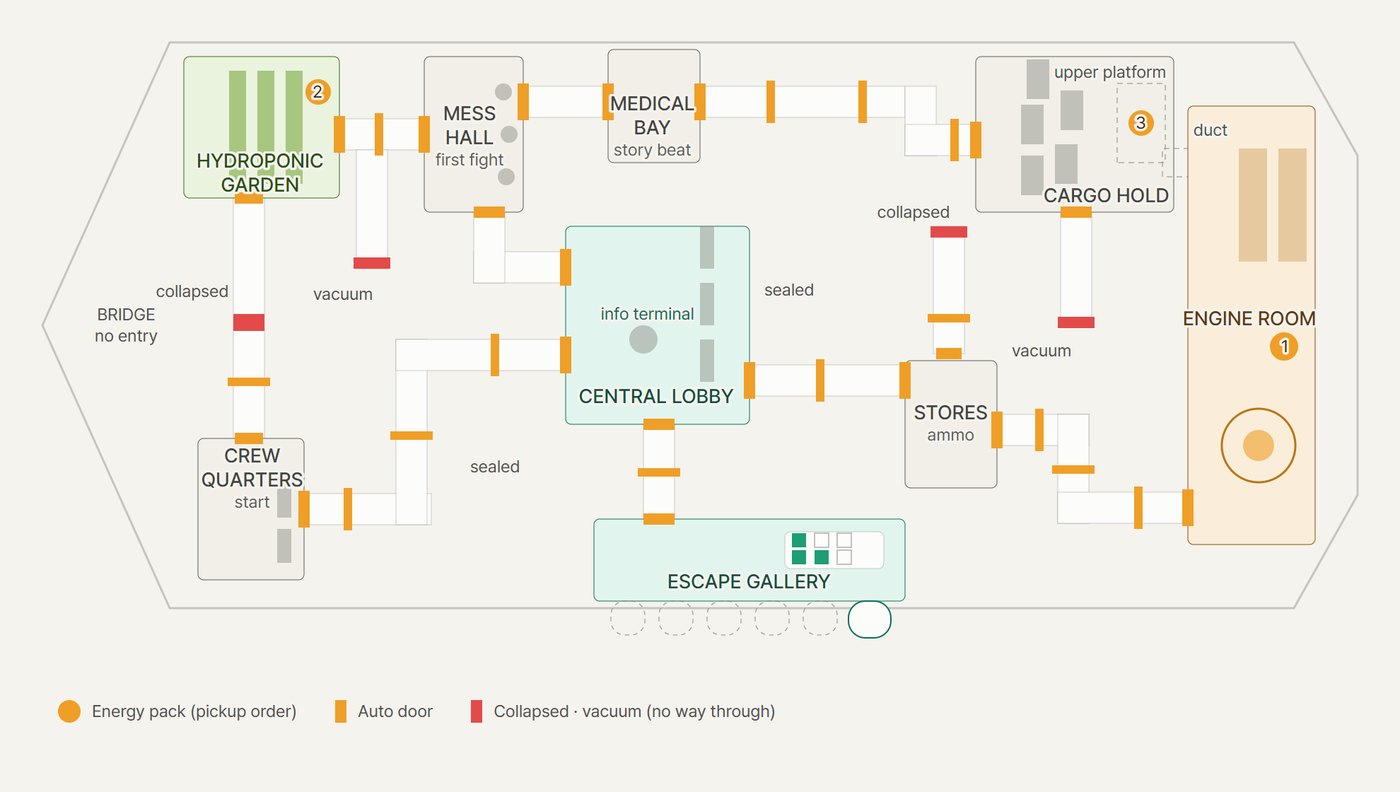 HYDROPONIC
GARDEN
2
MESS
HALL
first fight
MEDICAL
BAY
story beat
upper platform
3
CARGO HOLD
duct
ENGINE ROOM
1
collapsed
vacuum
BRIDGE
no entry
collapsed
vacuum
sealed
info terminal
CENTRAL LOBBY
STORES
ammo
CREW
QUARTERS
start
sealed
ESCAPE GALLERY
Energy pack (pickup order)
Auto door
Collapsed · vacuum (no way through)